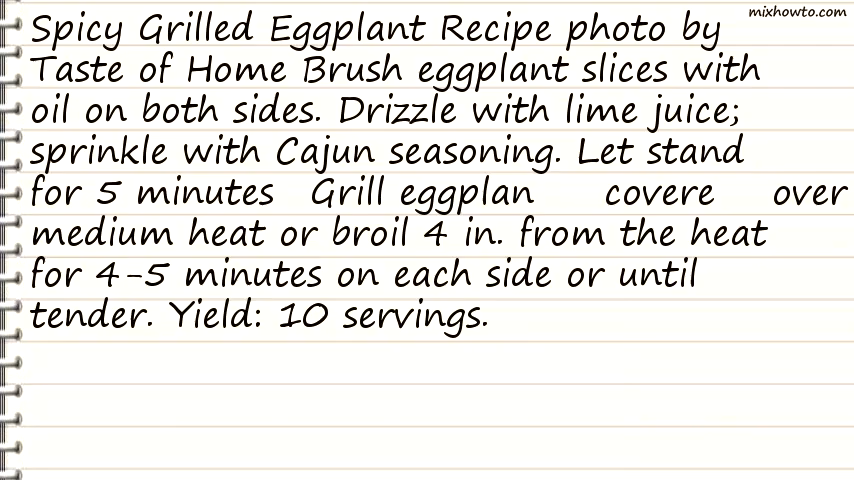 mixhowto.com
Spicy Grilled Eggplant Recipe photo by
Taste of Home Brush eggplant slices with
oil on both sides. Drizzle with lime juice;
sprinkle with Cajun seasoning. Let stand
for 5 minutes Grill eggplan covere over
medium heat or broil 4 in. from the heat
for 4-5 minutes on each side or until
tender. Yield: 10 servings.